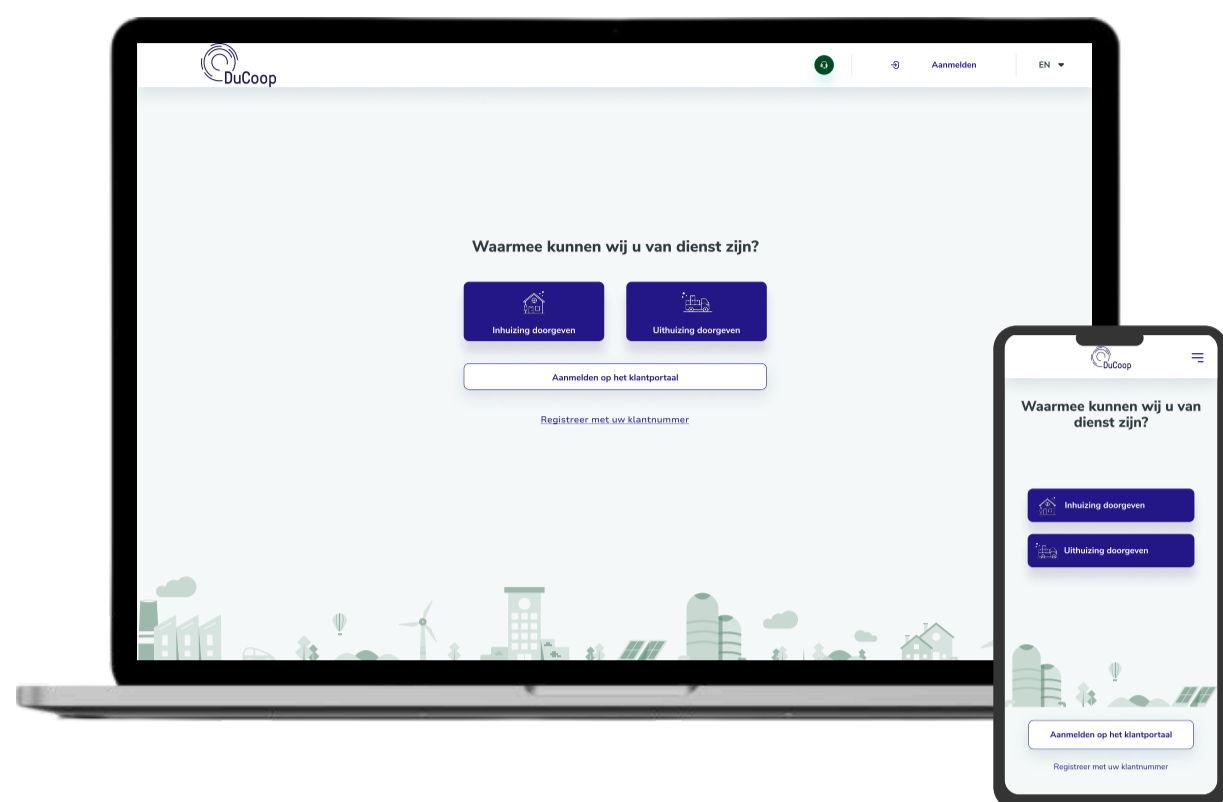 DuCoop
Aanmelden
EN
Waarmee kunnen wij u van dienst zijn?
Inhuizing doorgeven
Uithuizing doorgeven
Aanmelden op het klantportaal
Registreer met uw klantnummer
DuCoop
Waarmee kunnen wij u van
dienst zijn?
Inhuizing doorgeven
Uithuizing doorgeven
Aanmelden op het klantportaal
Registreer met uw klantnummer